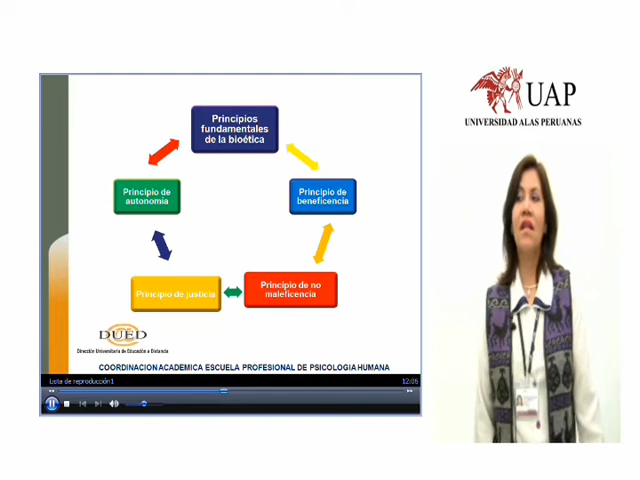 Principios
fundamentales
de la bioética
Principio de
autonomía
Principio de
beneficencia
Principio de justicia
Principio de no
maleficencia
DUED
Dirección Universitaria de Educación a Distancia
COORDINACION ACADEMICA ESCUELA PROFESIONAL DE PSICOLOGIA HUMANA
Lista de reproducción1
12:06
UAP
UNIVERSIDAD ALAS PERUANAS